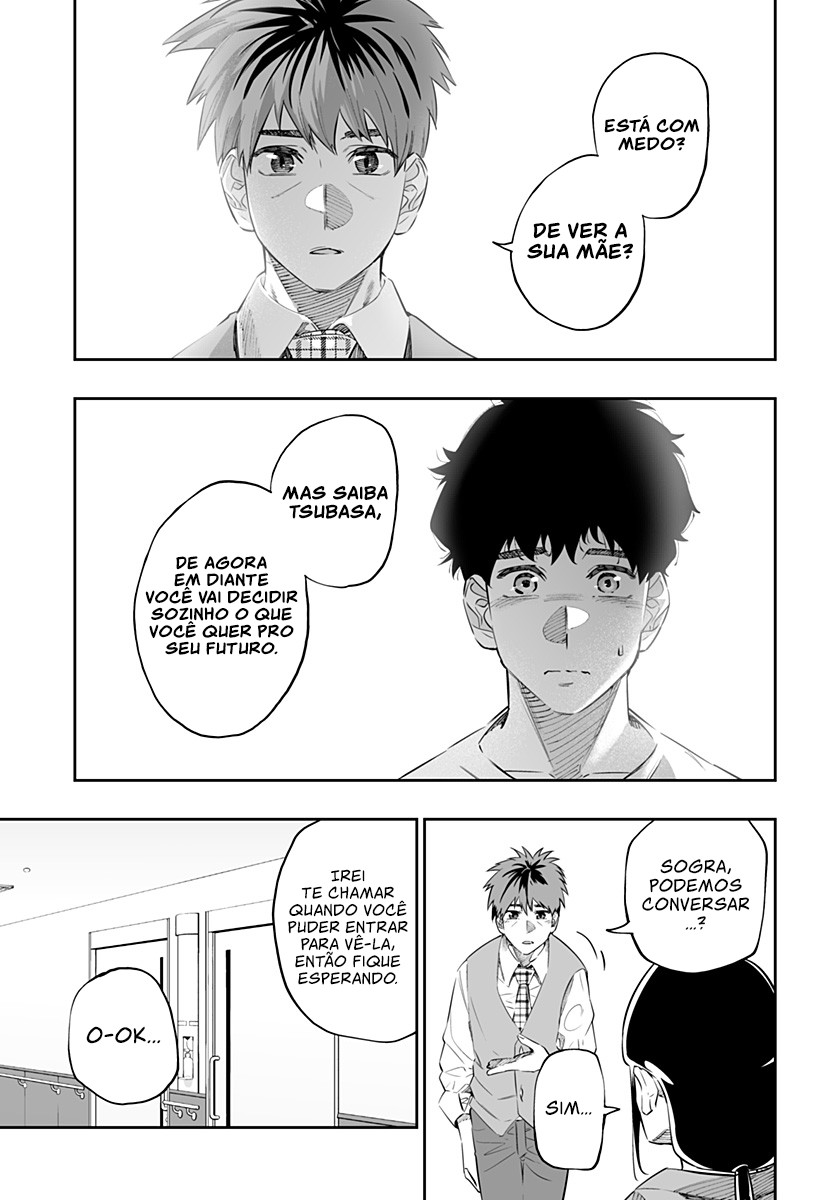 ESTÁ COM
MEDO?
DE VER A
SUA MÃE?
MAS SAIBA
TSUBASA,
DE AGORA
EM DIANTE
VOCÊ VAI DECIDIR
SOZINHO O QUE
VOCÊ QUER PRO
SEU FUTURO.
SOGRA,
PODEMOS
CONVERSAR
...?
SIM...
IREI
TE CHAMAR
QUANDO VOCÊ
PUDER ENTRAR
PARA VÊ-LA,
ENTÃO FIQUE
ESPERANDO.
O-OK...